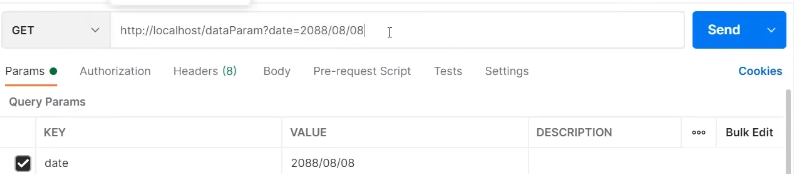 GET http://localhost/dataParam?date=2088/08/08 Send
Params Authorization Headers (8) Body Pre-request Script Tests Settings Cookies
Query Params
KEY VALUE DESCRIPTION ooo Bulk Edit
date 2088/08/08